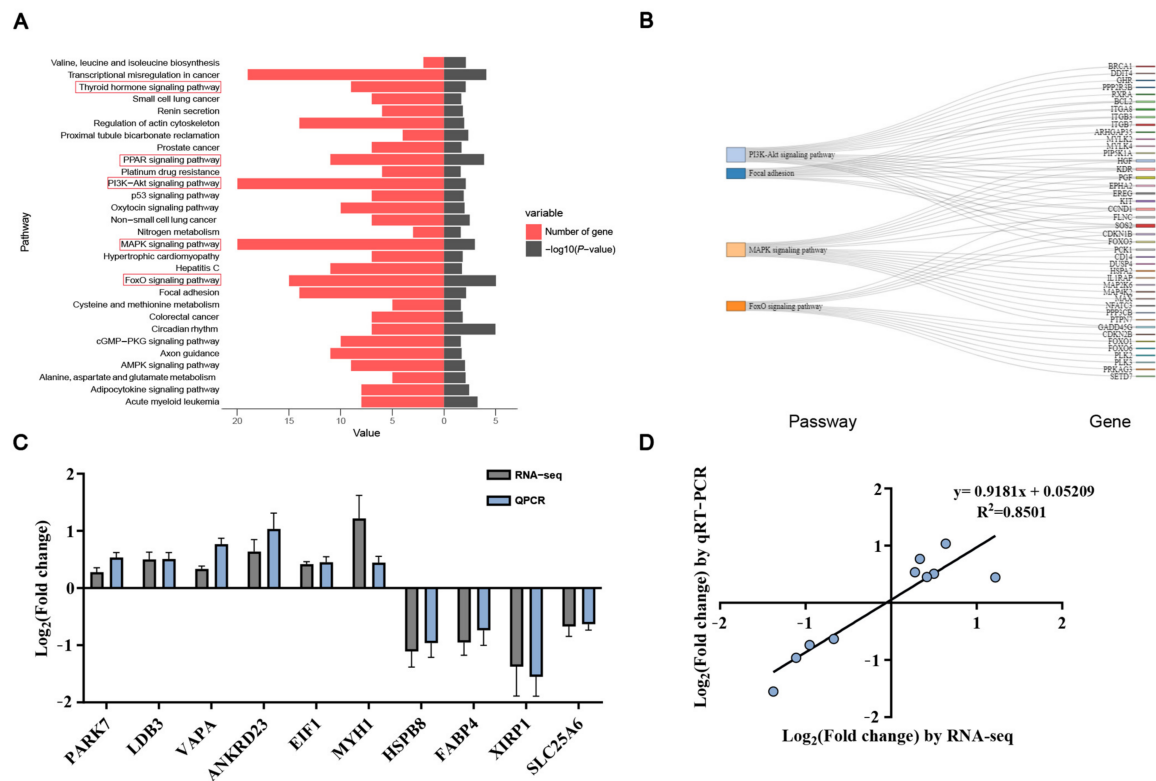 A
Valine, leucine and isoleucine biosynthesis
Transcriptional misregulation in cancer
Thyroid hormone signaling pathway
Small cell lung cancer
Renin secretion
Regulation of actin cytoskeleton
Proximal tubule bicarbonate reclamation
Prostate cancer
PPAR signaling pathway
Platinum drug resistance
PI3K−Akt signaling pathway
p53 signaling pathway
Oxytocin signaling pathway
Non−small cell lung cancer
Nitrogen metabolism
MAPK signaling pathway
Hypertrophic cardiomyopathy
Hepatitis C
FoxO signaling pathway
Focal adhesion
Cysteine and methionine metabolism
Colorectal cancer
Circadian rhythm
cGMP−PKG signaling pathway
Axon guidance
AMPK signaling pathway
Alanine, aspartate and glutamate metabolism
Adipocytokine signaling pathway
Acute myeloid leukemia
Pathway
20 15 10 5 0 5
Value
variable
Number of gene
−log10(P−value)
B
PI3K-Akt signaling pathway
Focal adhesion
MAPK signaling pathway
FoxO signaling pathway
BRCA1
DDIT4
GHR
PPP2R3B
RXRA
BCL2
ITGA8
ITGB3
ITGB7
ARHGAP35
MYLK2
MYLK4
PIP5K1A
HGF
KDR
PGF
EPHA2
EREG
KIT
CCND1
FLNC
SOS2
CDKN1B
FOXO3
PCK1
CD14
DUSP4
HSPA2
IL1RAP
MAP2K6
MAP4K2
MAX
NFATC3
PPP3CB
PTPN7
GADD45G
CDKN2B
FOXO1
FOXO6
PLK2
PLK3
PRKAG3
SETD7
Passway
Gene
C
Log2(Fold change)
2
1
0
-1
-2
RNA−seq
QPCR
PARK7
LDB3
VAPA
ANKRD23
EIF1
MYH1
HSPB8
FABP4
XIRP1
SLC25A6
D
Log2(Fold change) by qRT-PCR
y= 0.9181x + 0.05209
R2=0.8501
2
1
-2 -1 0 1 2
-1
-2
Log2(Fold change) by RNA-seq